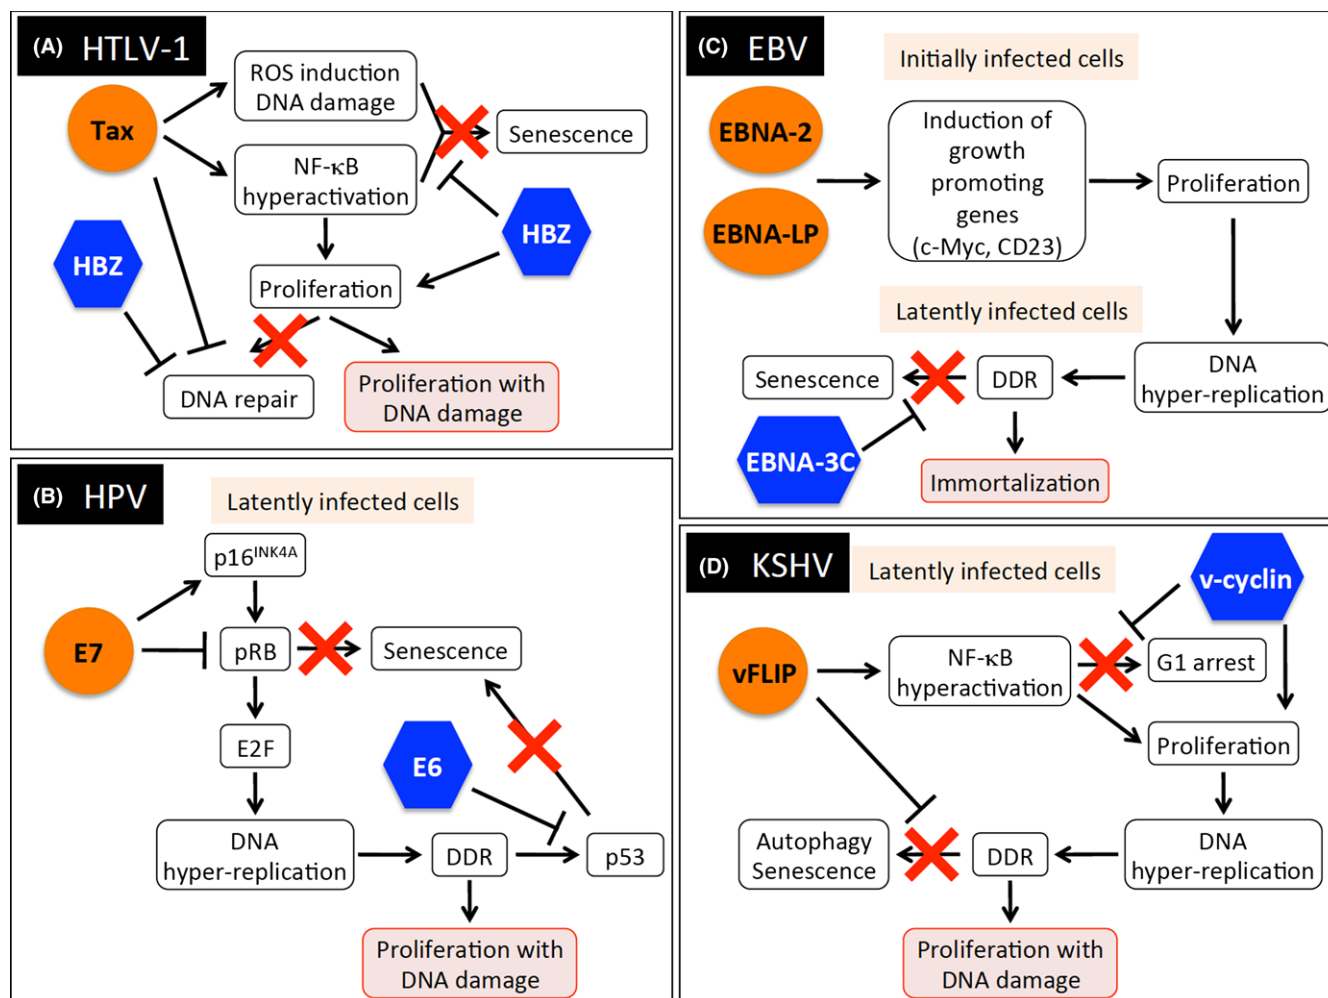 (A) HTLV-1
Tax
ROS induction
DNA damage
Senescence
NF-κB
hyperactivation
HBZ
HBZ
Proliferation
DNA repair
Proliferation with
DNA damage
(B) HPV
Latently infected cells
p16INK4A
E7
pRB
Senescence
E2F
E6
DNA
hyper-replication
DDR
p53
Proliferation with
DNA damage
(C) EBV
Initially infected cells
EBNA-2
EBNA-LP
Induction of
growth
promoting
genes
(c-Myc, CD23)
Proliferation
Latently infected cells
Senescence
DDR
DNA
hyper-replication
EBNA-3C
Immortalization
(D) KSHV
Latently infected cells
v-cyclin
vFLIP
NF-κB
hyperactivation
G1 arrest
Proliferation
Autophagy
Senescence
DDR
DNA
hyper-replication
Proliferation with
DNA damage